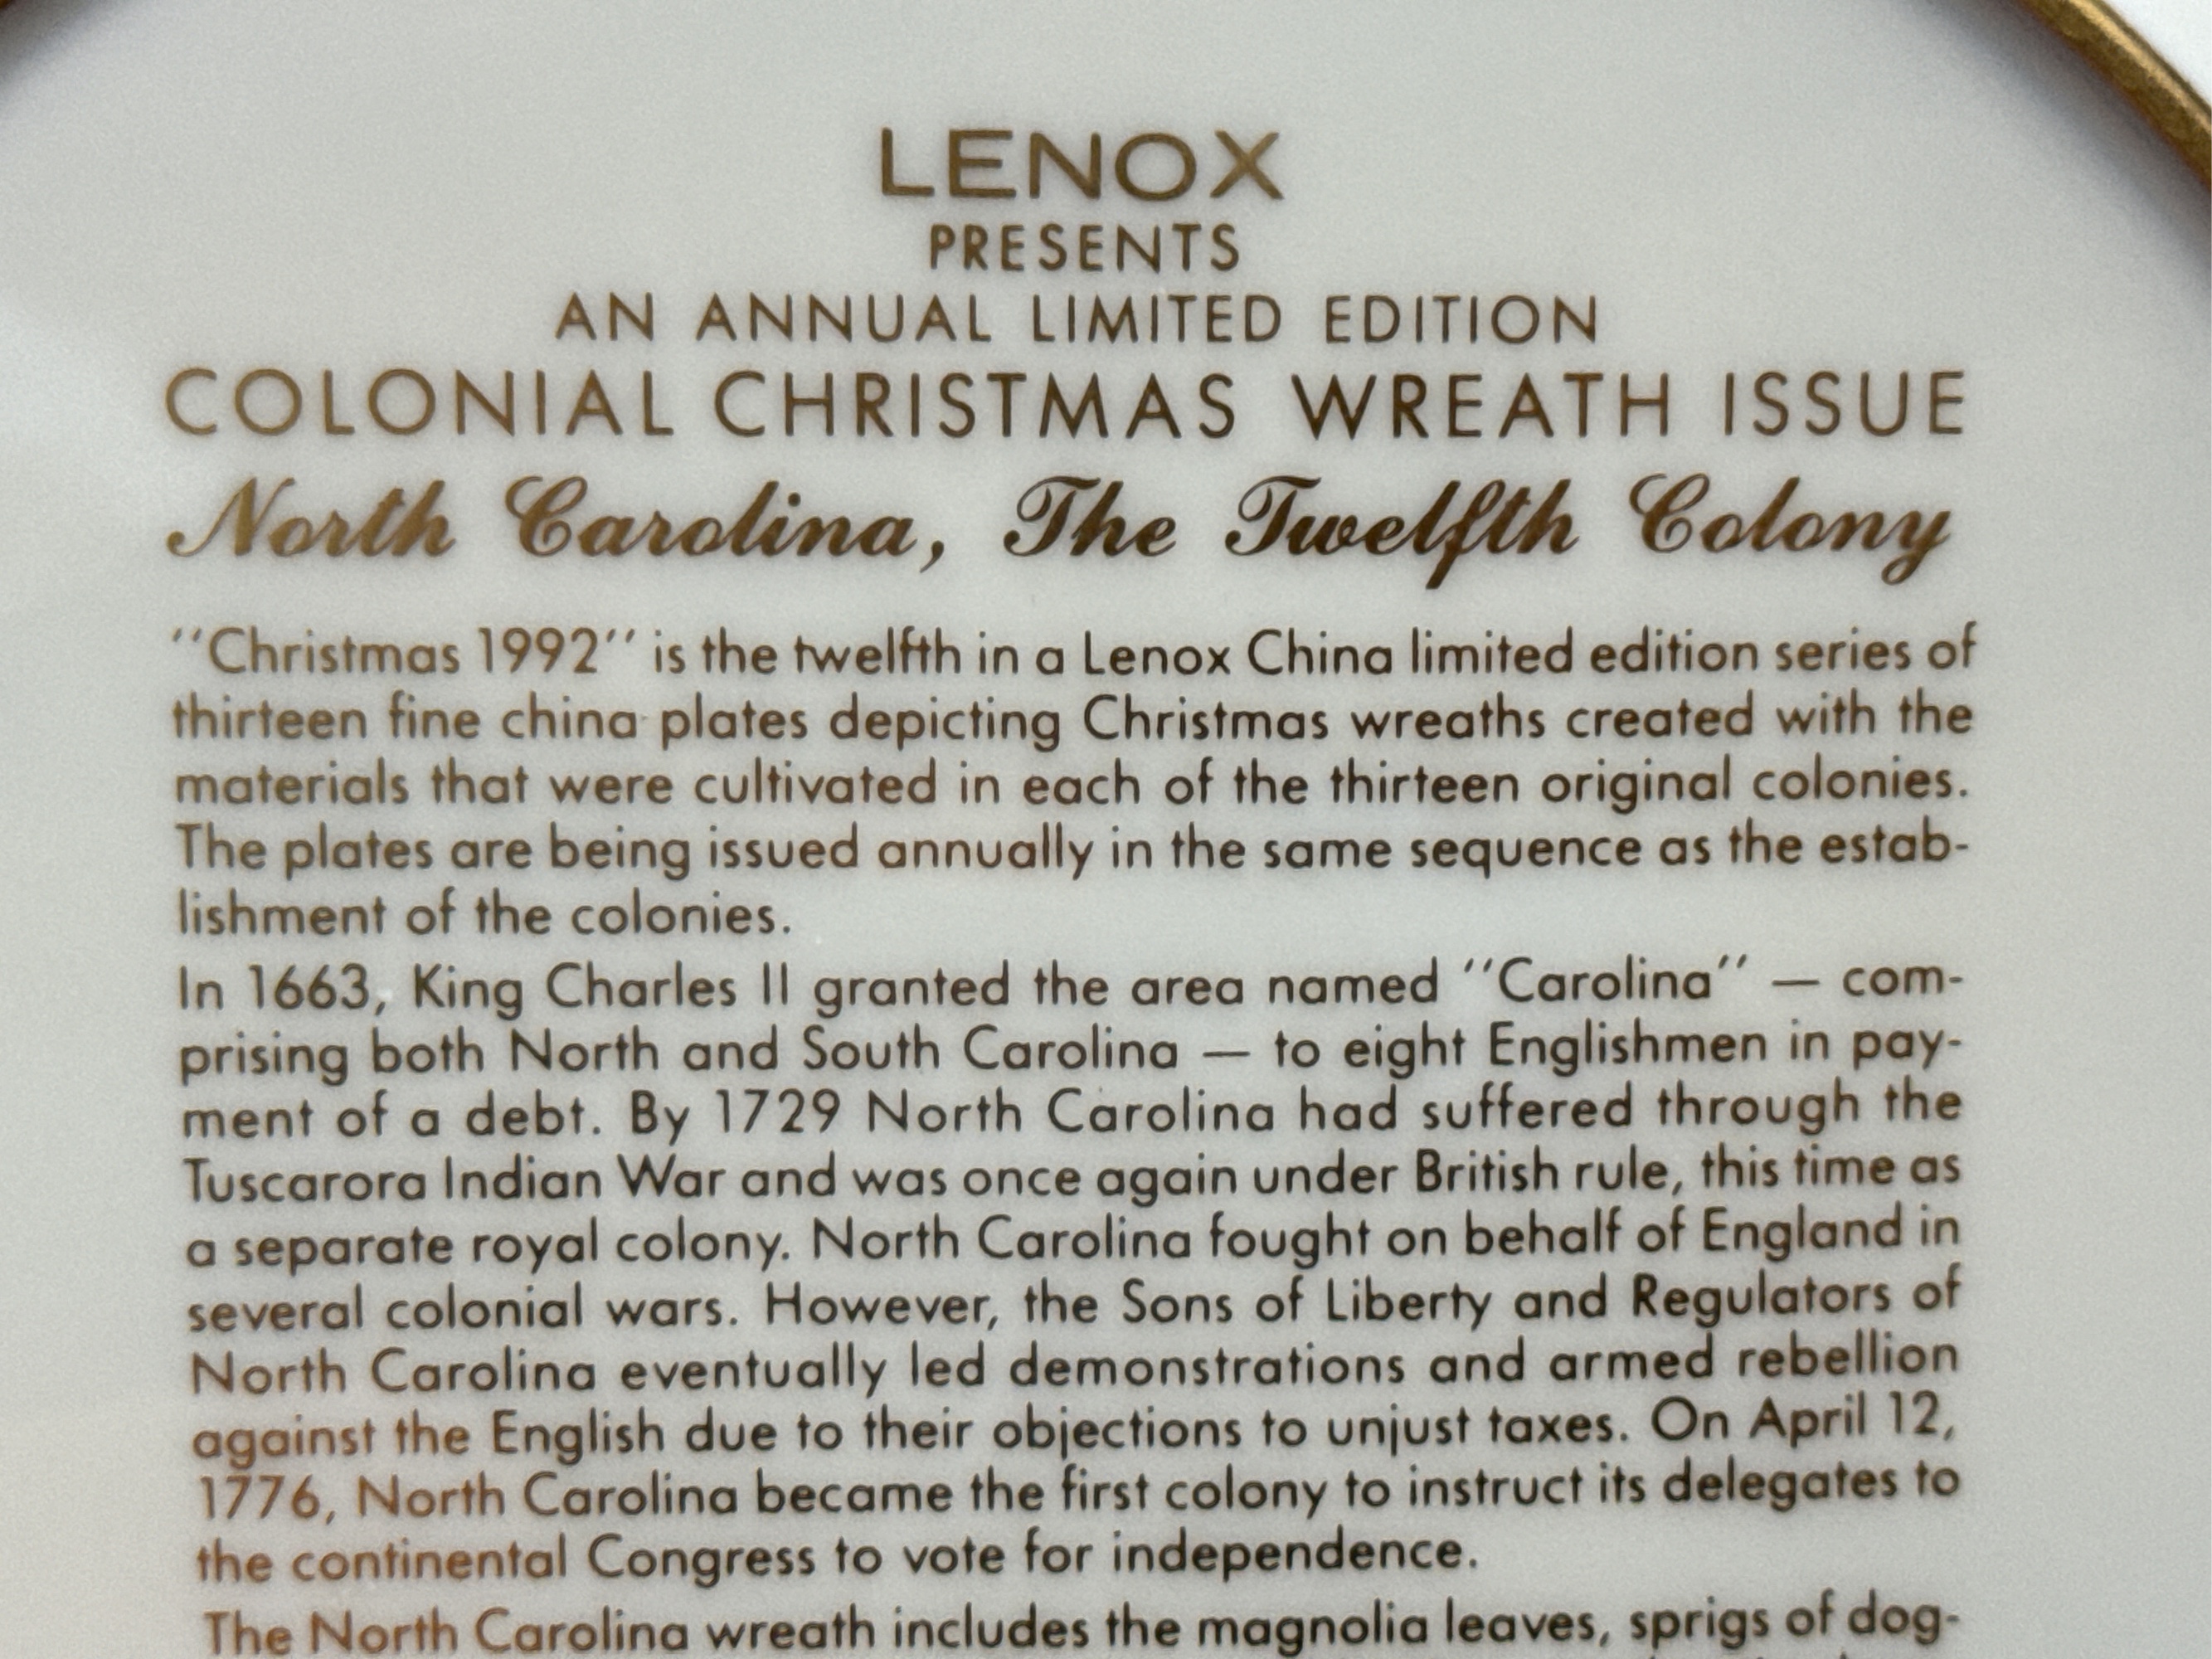 LENOX
PRESENTS
AN ANNUAL LIMITED EDITION
COLONIAL CHRISTMAS WREATH ISSUE
North Carolina, The Twelfth Colony
''Christmas 1992'' is the twelfth in a Lenox China limited edition series of
thirteen fine china plates depicting Christmas wreaths created with the
materials that were cultivated in each of the thirteen original colonies.
The plates are being issued annually in the same sequence as the estab-
lishment of the colonies.
In 1663, King Charles II granted the area named ''Carolina'' — com-
prising both North and South Carolina — to eight Englishmen in pay-
ment of a debt. By 1729 North Carolina had suffered through the
Tuscarora Indian War and was once again under British rule, this time as
a separate royal colony. North Carolina fought on behalf of England in
several colonial wars. However, the Sons of Liberty and Regulators of
North Carolina eventually led demonstrations and armed rebellion
against the English due to their objections to unjust taxes. On April 12,
1776, North Carolina became the first colony to instruct its delegates to
the continental Congress to vote for independence.
The North Carolina wreath includes the magnolia leaves, sprigs of dog-